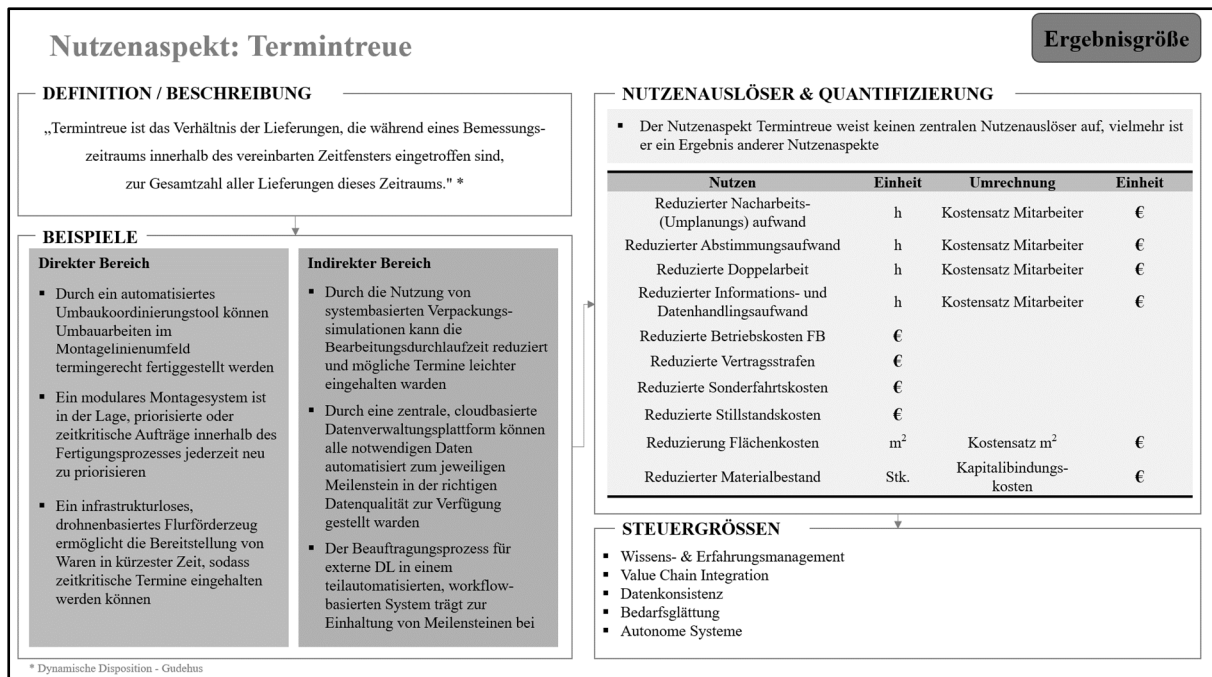 Nutzenaspekt: Termintreue
Ergebnisgröße
DEFINITION / BESCHREIBUNG
„Termintreue ist das Verhältnis der Lieferungen, die während eines Bemessungs-
zeitraums innerhalb des vereinbarten Zeitfensters eingetroffen sind,
zur Gesamtzahl aller Lieferungen dieses Zeitraums." *
BEISPIELE
Direkter Bereich
▪ Durch ein automatisiertes
Umbaukoordinierungstool können
Umbauarbeiten im
Montagelinienumfeld
termingerecht fertiggestellt werden
▪ Ein modulares Montagesystem ist
in der Lage, priorisierte oder
zeitkritische Aufträge innerhalb des
Fertigungsprozesses jederzeit neu
zu priorisieren
▪ Ein infrastrukturloses,
drohnenbasiertes Flurförderzeug
ermöglicht die Bereitstellung von
Waren in kürzester Zeit, sodass
zeitkritische Termine eingehalten
werden können
Indirekter Bereich
▪ Durch die Nutzung von
systembasierten Verpackungs-
simulationen kann die
Bearbeitungsdurchlaufzeit reduziert
und mögliche Termine leichter
eingehalten warden
▪ Durch eine zentrale, cloudbasierte
Datenverwaltungsplattform können
alle notwendigen Daten
automatisiert zum jeweiligen
Meilenstein in der richtigen
Datenqualität zur Verfügung
gestellt warden
▪ Der Beauftragungsprozess für
externe DL in einem
teilautomatisierten, workflow-
basierten System trägt zur
Einhaltung von Meilensteinen bei
NUTZENAUSLÖSER & QUANTIFIZIERUNG
▪ Der Nutzenaspekt Termintreue weist keinen zentralen Nutzenauslöser auf, vielmehr ist
er ein Ergebnis anderer Nutzenaspekte
Nutzen Einheit Umrechnung Einheit
Reduzierter Nacharbeits-
(Umplanungs) aufwand h Kostensatz Mitarbeiter €
Reduzierter Abstimmungsaufwand h Kostensatz Mitarbeiter €
Reduzierte Doppelarbeit h Kostensatz Mitarbeiter €
Reduzierter Informations- und
Datenhandlingsaufwand h Kostensatz Mitarbeiter €
Reduzierte Betriebskosten FB €
Reduzierte Vertragsstrafen €
Reduzierte Sonderfahrtskosten €
Reduzierte Stillstandskosten €
Reduzierung Flächenkosten m² Kostensatz m² €
Reduzierter Materialbestand Stk. Kapitalibindungs-
kosten €
STEUERGRÖSSEN
▪ Wissens- & Erfahrungsmanagement
▪ Value Chain Integration
▪ Datenkonsistenz
▪ Bedarfsglättung
▪ Autonome Systeme
* Dynamische Disposition - Gudehus